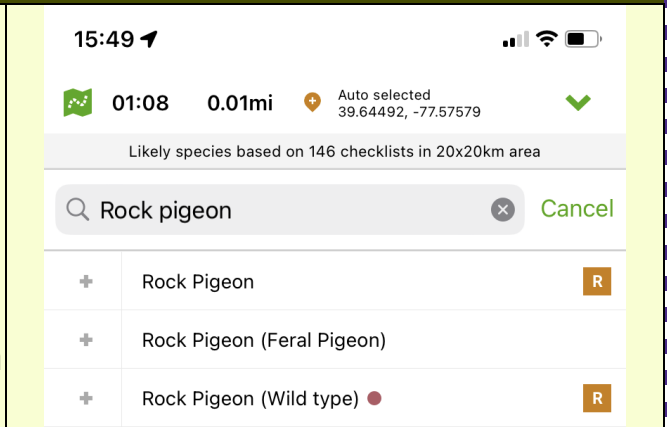 15:49
01:08 0.01mi Auto selected
39.64492, -77.57579
Likely species based on 146 checklists in 20x20km area
Rock pigeon Cancel
Rock Pigeon R
Rock Pigeon (Feral Pigeon)
Rock Pigeon (Wild type) R